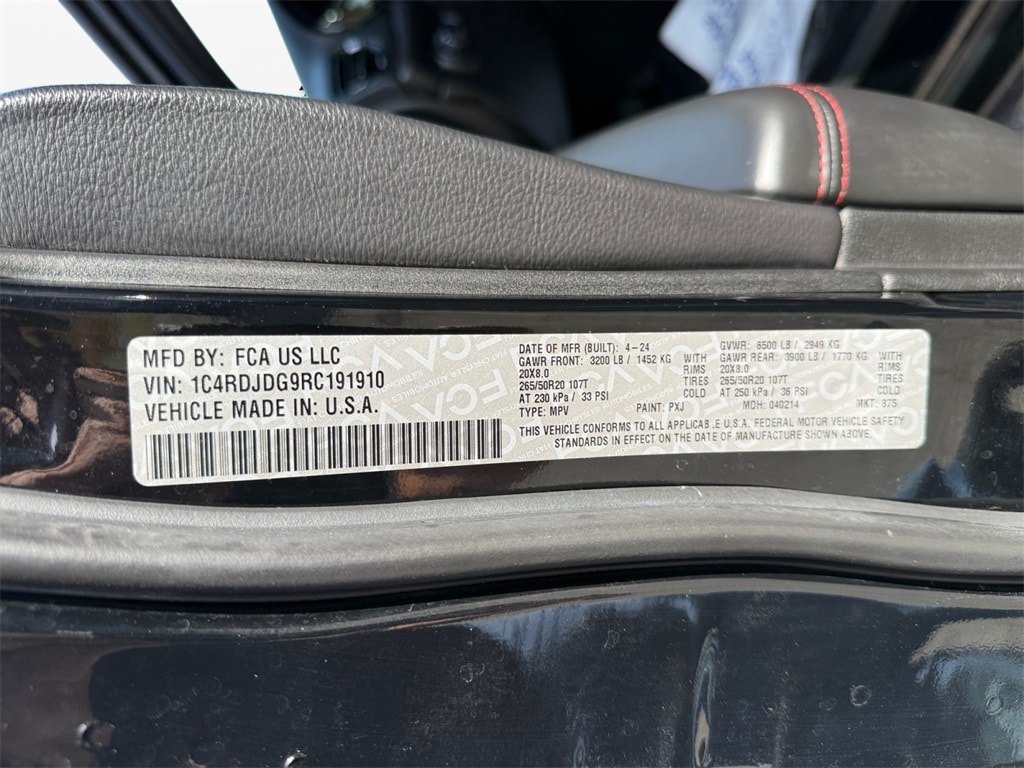 MFD BY: FCA US LLC
VIN: 1C4RDJDG9RC191910
VEHICLE MADE IN: U.S.A.
DATE OF MFR (BUILT): 4-24 GVWR: 6500 LB / 2949 KG
GAWR FRONT: 3200 LB / 1452 KG WITH GAWR REAR: 3900 LB / 1770 KG WITH
20X8.0 RIMS 20X8.0 RIMS
265/50R20 107T TIRES 265/50R20 107T TIRES
AT 230 kPa / 33 PSI COLD AT 250 kPa / 36 PSI COLD
TYPE: MPV PAINT: PXJ MDH: 040214 MKT: 975
THIS VEHICLE CONFORMS TO ALL APPLICAB.E U.S.A. FEDERAL MOTOR VEHICLE SAFETY
STANDARDS IN EFFECT ON THE DATE OF MANUFACTURE SHOWN ABOVE.